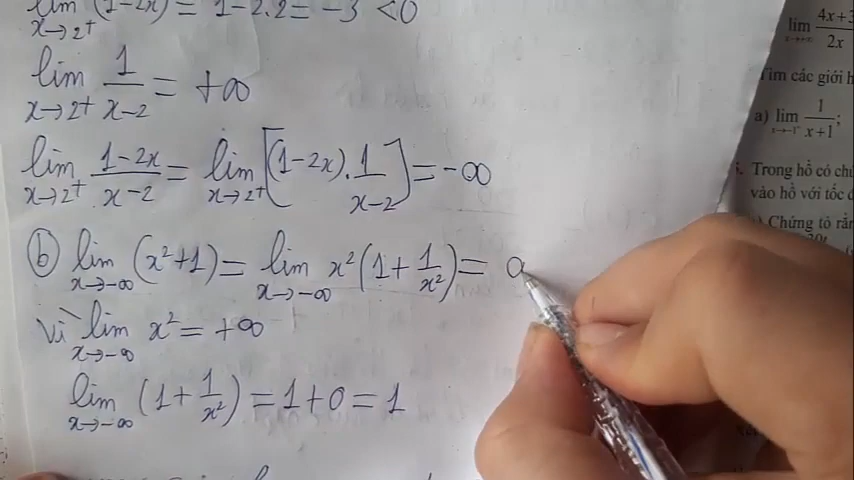 lim (1-2x) = 1-2.2 = -3 < 0
x→2⁺
lim 1/(x-2) = +∞
x→2⁺
lim (1-2x)/(x-2) = lim [(1-2x).1/(x-2)] = -∞
x→2⁺ x→2⁺
b) lim (x²+1) = lim x²(1+1/x²) =
x→-∞ x→-∞
Vì lim x² = +∞
x→-∞
lim (1+1/x²) = 1+0 = 1
x→-∞
lim 4x+3
2x
Tìm các giới h
a) lim 1/(x+1);
Trong hồ có ch
vào hồ với tốc đ
Chứng tỏ rằn